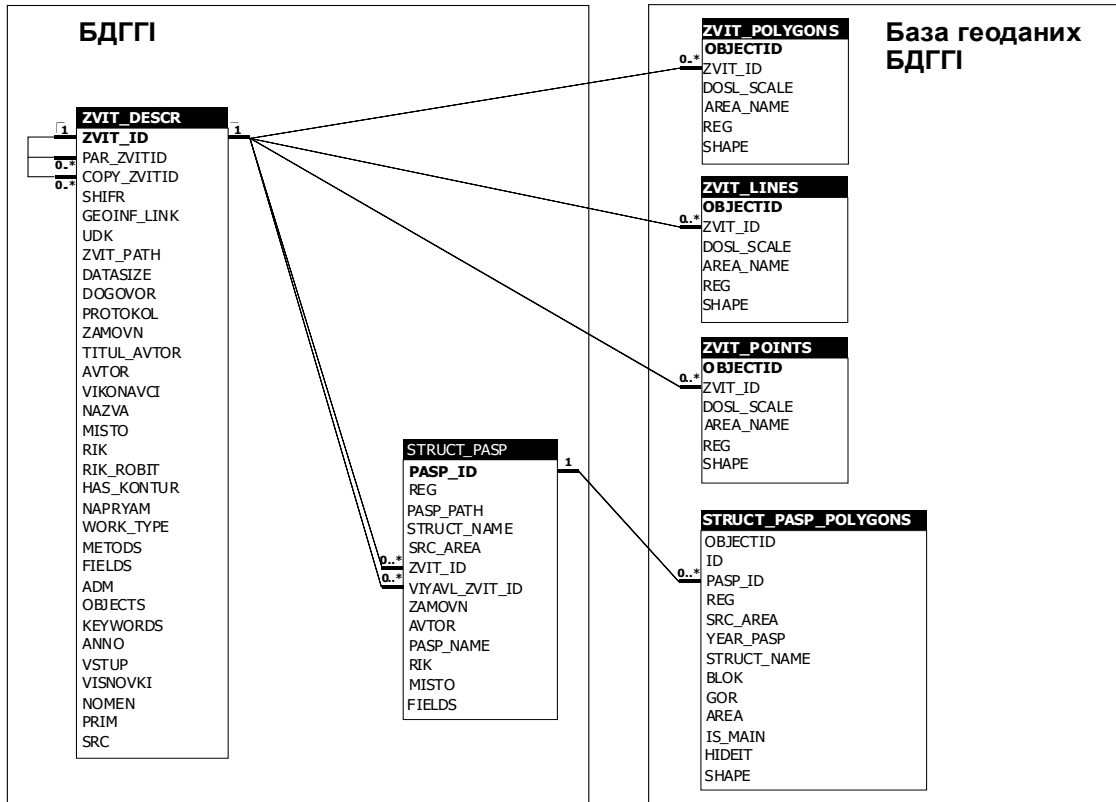 БДГГІ
ZVIT_DESCR
1
1
ZVIT_ID
PAR_ZVITID
0..*
COPY_ZVITID
0..*
SHIFR
GEOINF_LINK
UDK
ZVIT_PATH
DATASIZE
DOGOVOR
PROTOKOL
ZAMOVN
TITUL_AVTOR
AVTOR
VIKONAVCI
NAZVA
MISTO
RIK
RIK_ROBIT
HAS_KONTUR
NAPRYAM
WORK_TYPE
METODS
FIELDS
ADM
OBJECTS
KEYWORDS
ANNO
VSTUP
VISNOVKI
NOMEN
PRIM
SRC
STRUCT_PASP
1
PASP_ID
REG
PASP_PATH
STRUCT_NAME
SRC_AREA
0..*
ZVIT_ID
0..*
VIYAVL_ZVIT_ID
ZAMOVN
AVTOR
PASP_NAME
RIK
MISTO
FIELDS
База геоданих
БДГГІ
ZVIT_POLYGONS
OBJECTID
0..*
ZVIT_ID
DOSL_SCALE
AREA_NAME
REG
SHAPE
ZVIT_LINES
OBJECTID
0..*
ZVIT_ID
DOSL_SCALE
AREA_NAME
REG
SHAPE
ZVIT_POINTS
OBJECTID
0..*
ZVIT_ID
DOSL_SCALE
AREA_NAME
REG
SHAPE
STRUCT_PASP_POLYGONS
OBJECTID
ID
0..*
PASP_ID
REG
SRC_AREA
YEAR_PASP
STRUCT_NAME
BLOK
GOR
AREA
IS_MAIN
HIDEIT
SHAPE